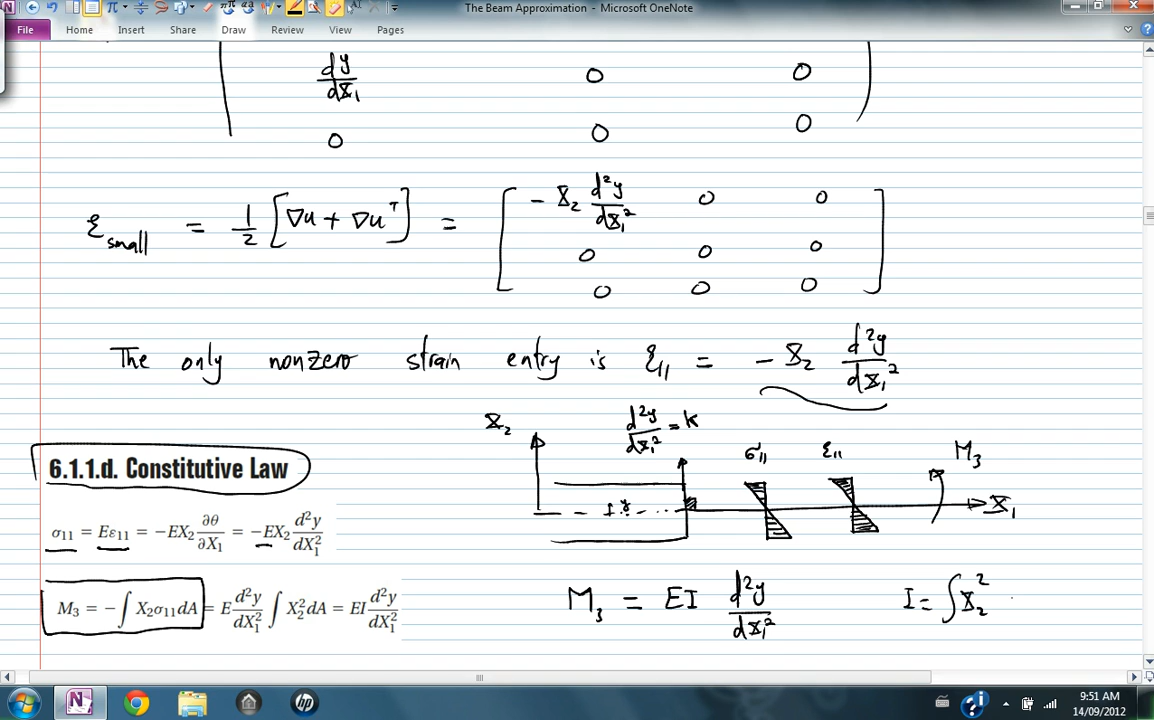 The Beam Approximation - Microsoft OneNote
File Home Insert Share Draw Review View Pages
dy/dX₁ 0 0
0 0 0
ε small = 1/2 [∇u + ∇uᵀ] = [ -X₂ d²y/dX₁² 0 0
0 0 0
0 0 0 ]
The only nonzero strain entry is ε₁₁ = - X₂ d²y/dX₁²
X₂ d²y/dX₁² = k σ₁₁ ε₁₁ M₃
6.1.1.d. Constitutive Law
X₁
σ₁₁ = Eε₁₁ = −EX₂ ∂θ/∂X₁ = −EX₂ d²y/dX₁²
M₃ = −∫ X₂σ₁₁dA = E d²y/dX₁² ∫ X₂²dA = EI d²y/dX₁²
M₃ = EI d²y/dX₁² I = ∫ X₂²
9:51 AM
14/09/2012